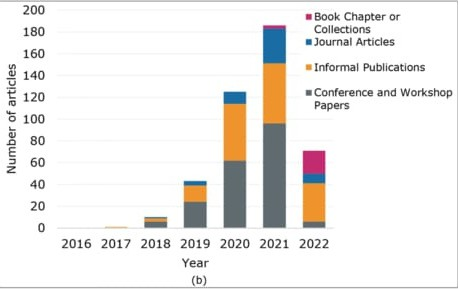 200
180
160
140
120
100
80
60
40
20
0
Number of articles
2016 2017 2018 2019 2020 2021 2022
Year
(b)
Book Chapter or
Collections
Journal Articles
Informal Publications
Conference and Workshop
Papers